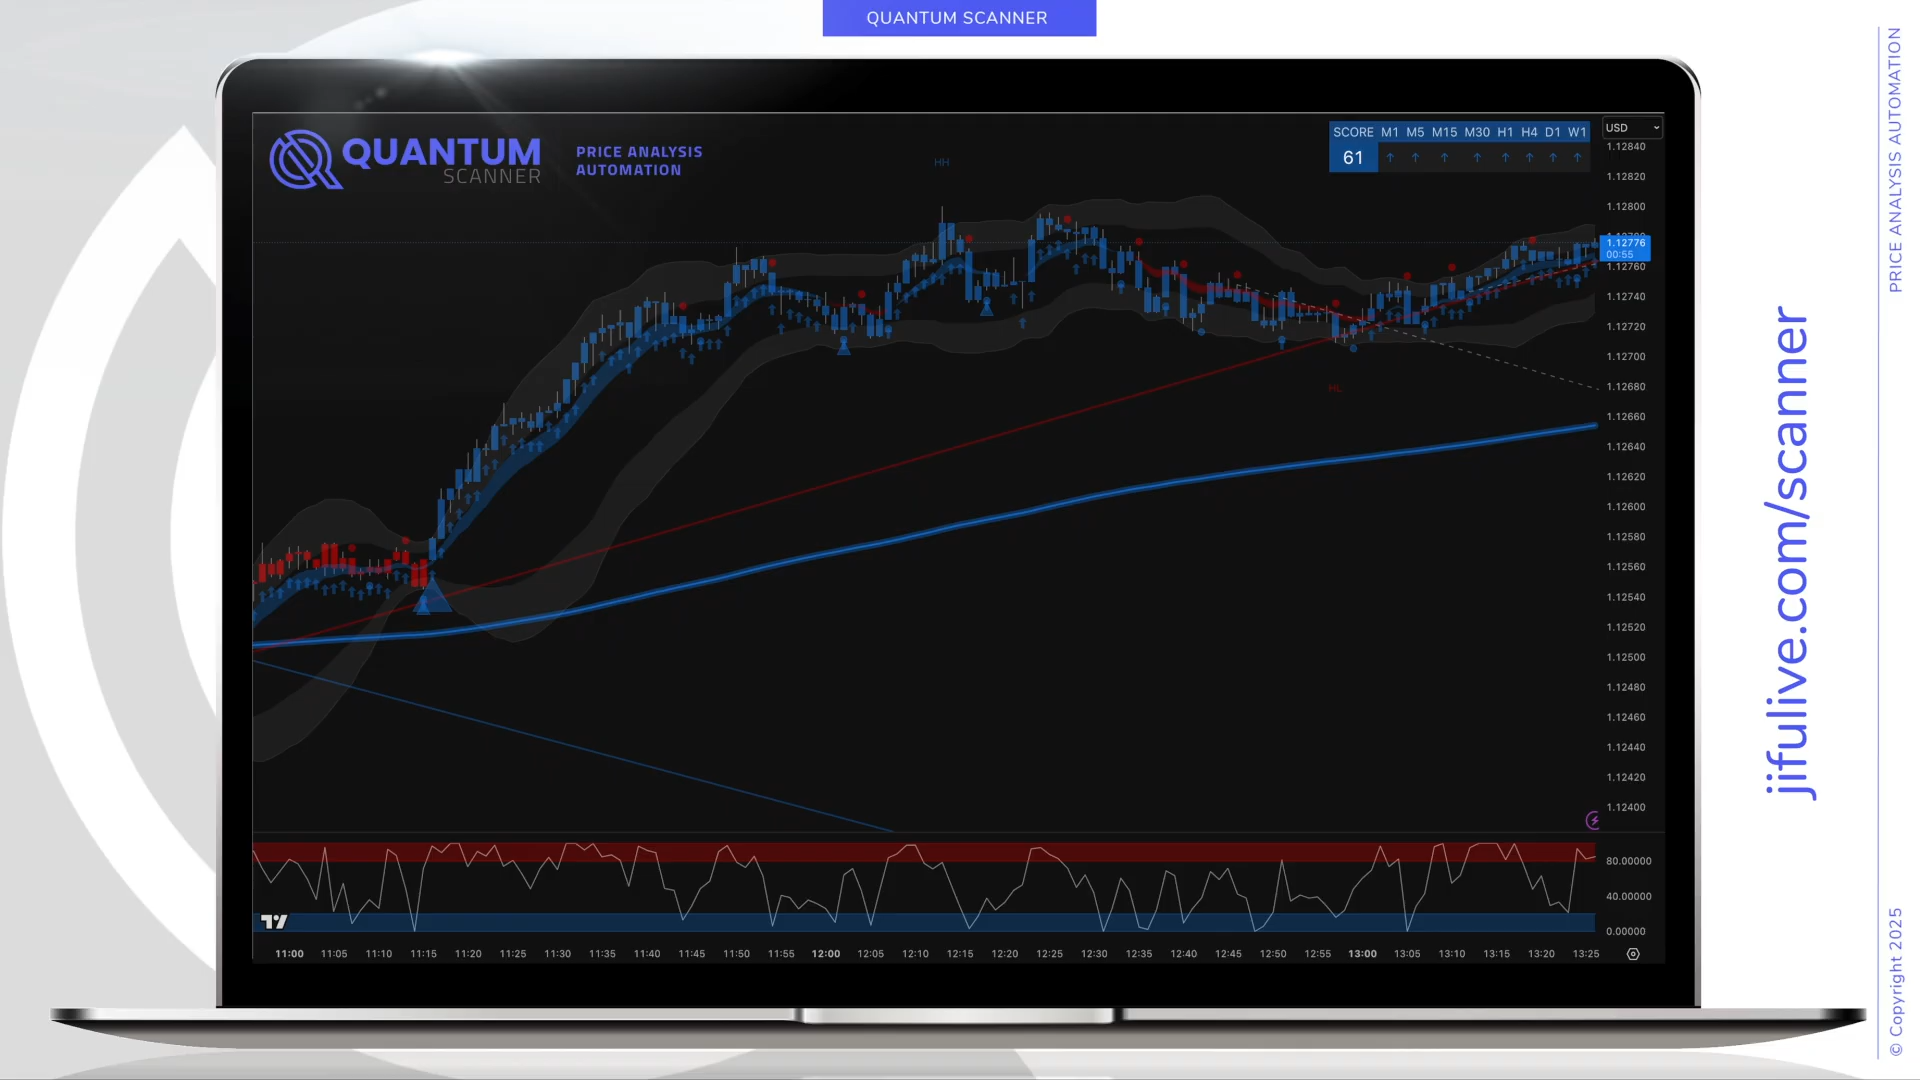 QUANTUM SCANNER
QUANTUM
SCANNER
PRICE ANALYSIS
AUTOMATION
HH
SCORE M1 M5 M15 M30 H1 H4 D1 W1
61 ↑ ↑ ↑ ↑ ↑ ↑ ↑ ↑
USD
1.12840
1.12820
1.12800
1.12776
00:55
1.12760
1.12740
1.12720
1.12700
1.12680
1.12660
1.12640
1.12620
1.12600
1.12580
1.12560
1.12540
1.12520
1.12500
1.12480
1.12460
1.12440
1.12420
1.12400
HL
80.00000
40.00000
0.00000
11:00 11:05 11:10 11:15 11:20 11:25 11:30 11:35 11:40 11:45 11:50 11:55 12:00 12:05 12:10 12:15 12:20 12:25 12:30 12:35 12:40 12:45 12:50 12:55 13:00 13:05 13:10 13:15 13:20 13:25
jifulive.com/scanner
PRICE ANALYSIS AUTOMATION
© Copyright 2025